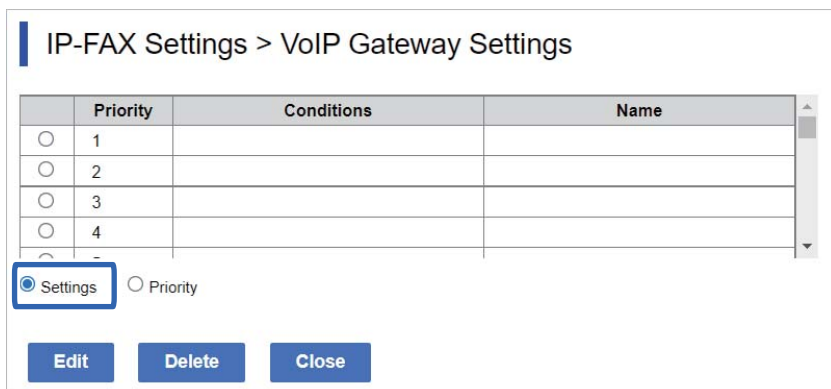 IP-FAX Settings > VoIP Gateway Settings
Priority Conditions Name
1
2
3
4
Settings Priority
Edit Delete Close